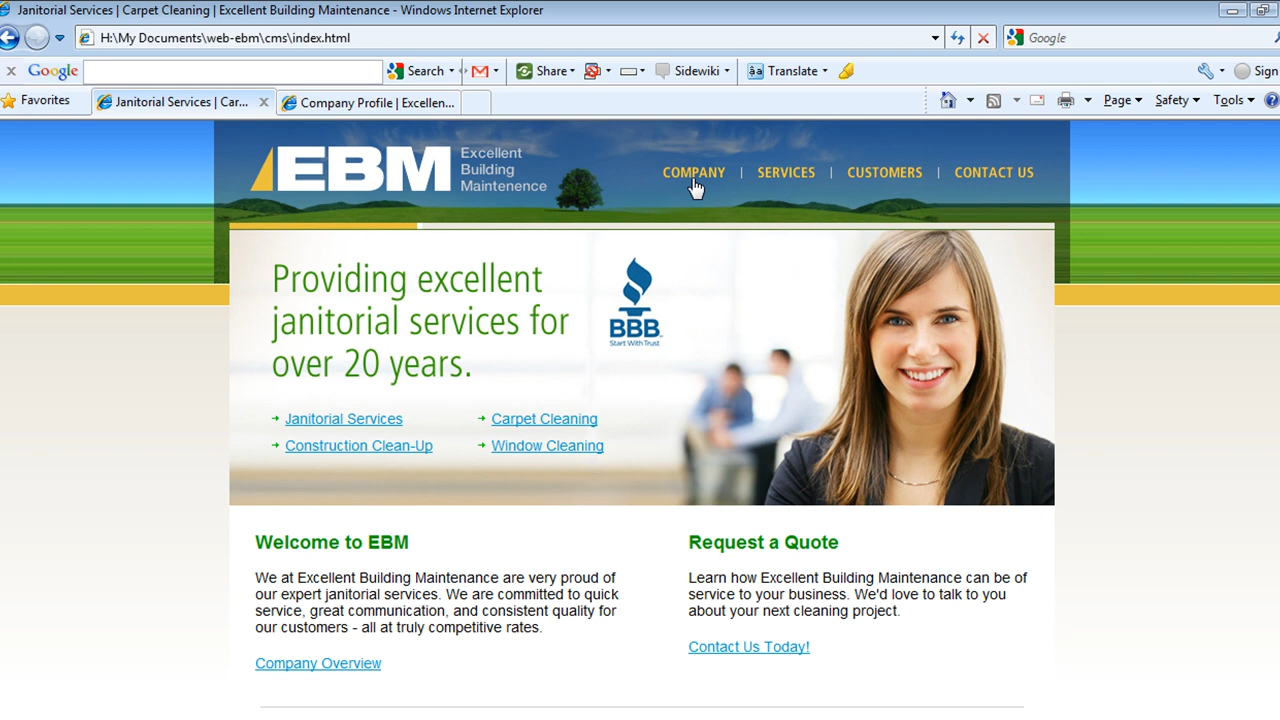 Janitorial Services | Carpet Cleaning | Excellent Building Maintenance - Windows Internet Explorer
H:\My Documents\web-ebm\cms\index.html
Google
x Google Search Share Sidewiki Translate Sign
Favorites Janitorial Services | Car... x Company Profile | Excellen... Page Safety Tools
EBM Excellent
Building
Maintenence
COMPANY | SERVICES | CUSTOMERS | CONTACT US
Providing excellent
janitorial services for
over 20 years.
BBB
Start With Trust
Janitorial Services Carpet Cleaning
Construction Clean-Up Window Cleaning
Welcome to EBM
We at Excellent Building Maintenance are very proud of
our expert janitorial services. We are committed to quick
service, great communication, and consistent quality for
our customers - all at truly competitive rates.
Company Overview
Request a Quote
Learn how Excellent Building Maintenance can be of
service to your business. We'd love to talk to you
about your next cleaning project.
Contact Us Today!